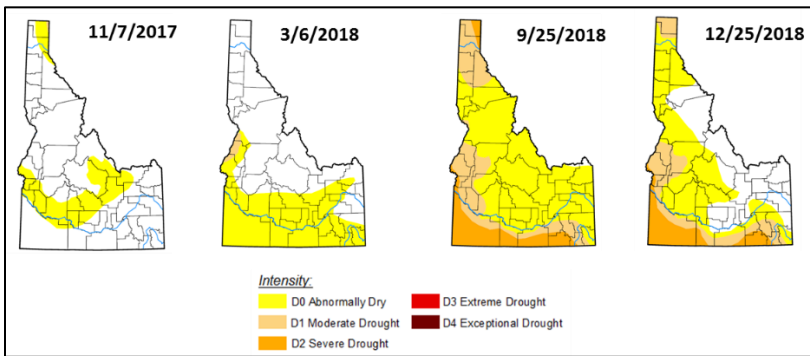 11/7/2017
3/6/2018
9/25/2018
12/25/2018
Intensity:
D0 Abnormally Dry
D3 Extreme Drought
D1 Moderate Drought
D4 Exceptional Drought
D2 Severe Drought